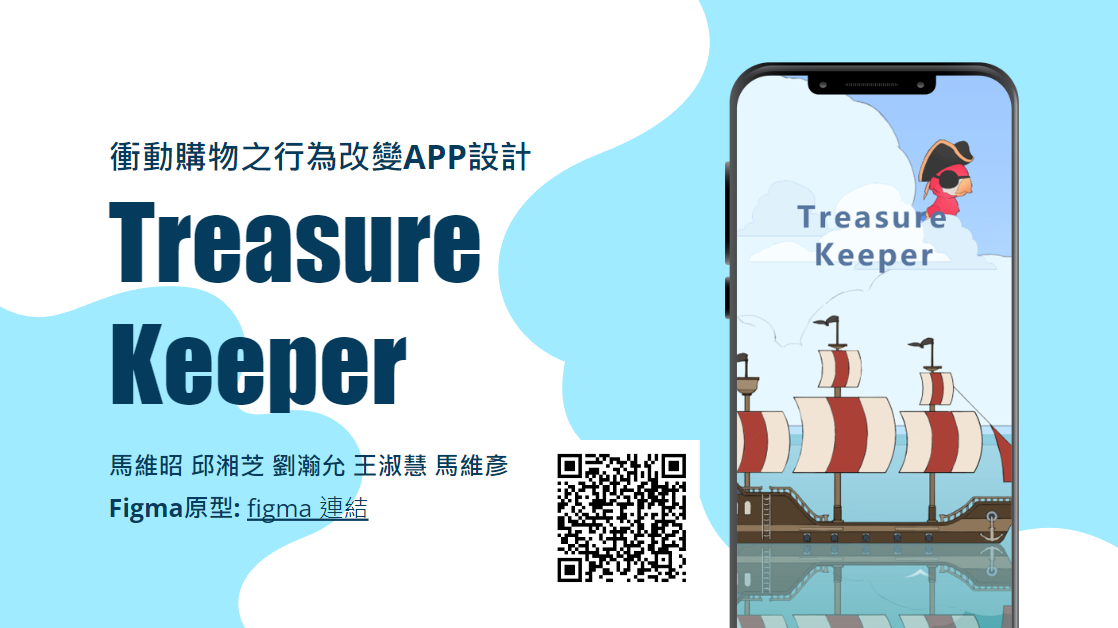 衝動購物之行為改變APP設計
Treasure
Keeper
馬維昭 邱湘芝 劉瀚允 王淑慧 馬維彥
Figma原型: figma 連結
Treasure
Keeper